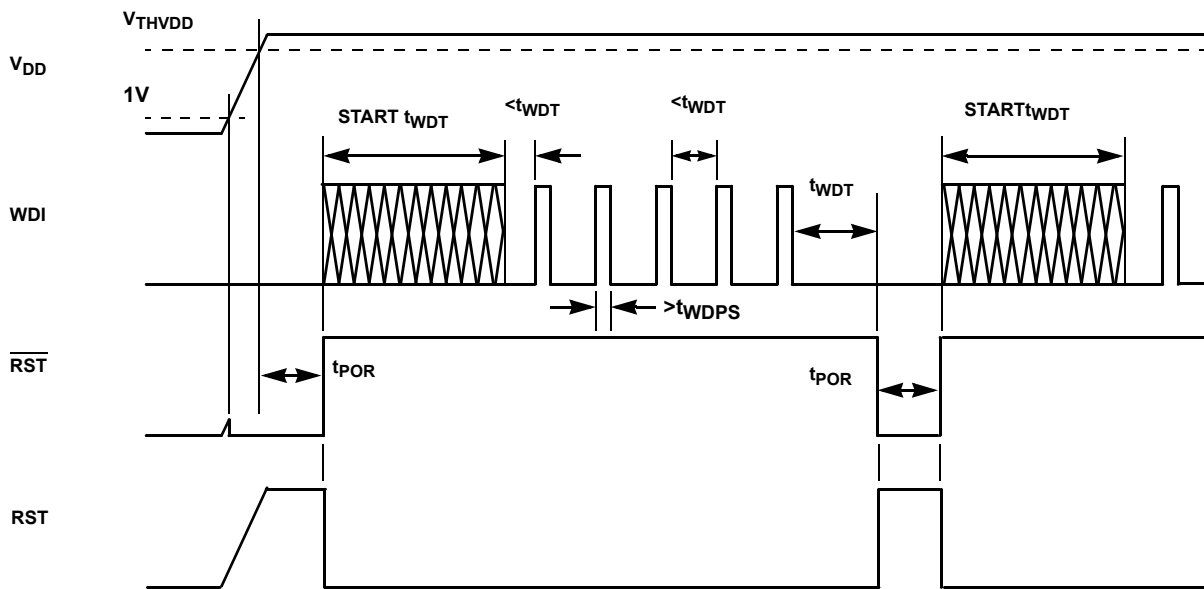 VTHVDD
VDD
1V
START tWDT
<tWDT
<tWDT
STARTtWDT
tWDT
WDI
>tWDPS
RST
tPOR
tPOR
RST